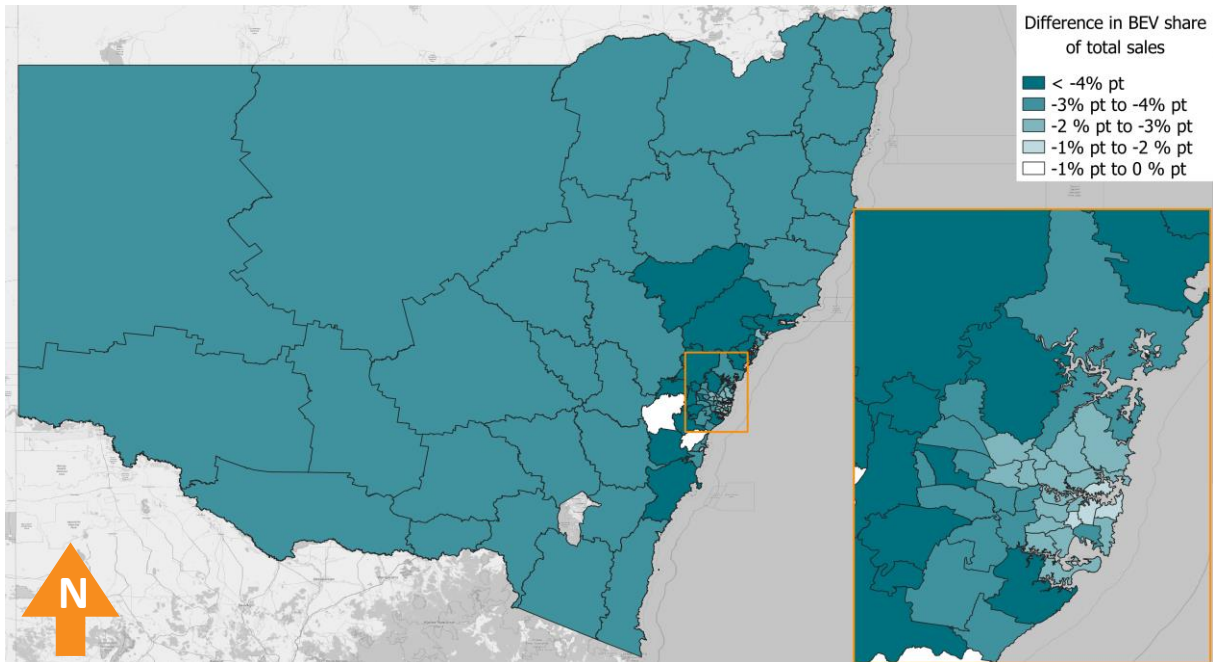 Difference in BEV share
of total sales
< -4% pt
-3% pt to -4% pt
-2 % pt to -3% pt
-1% pt to -2 % pt
-1% pt to 0 % pt
N